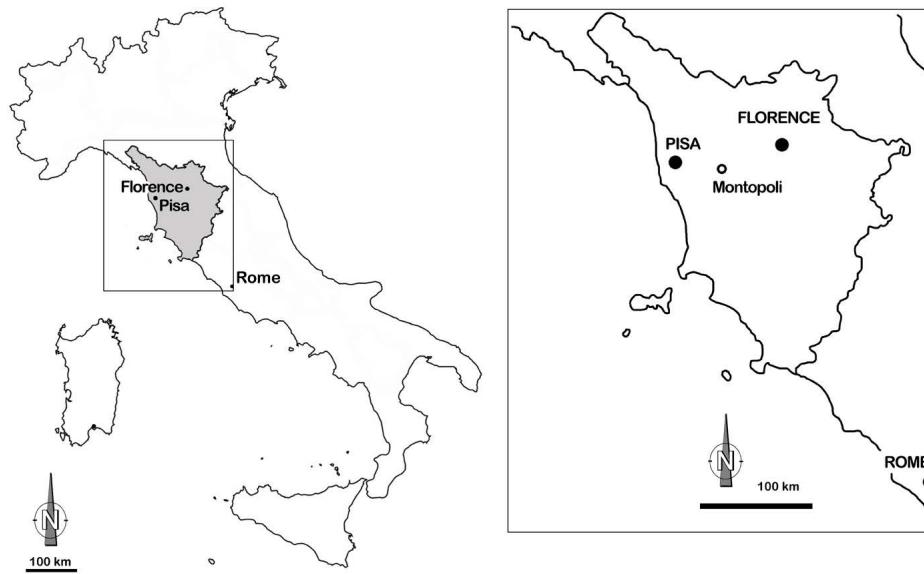 Florence
Pisa
Rome
N
100 km
FLORENCE
PISA
Montopoli
N
ROME
100 km